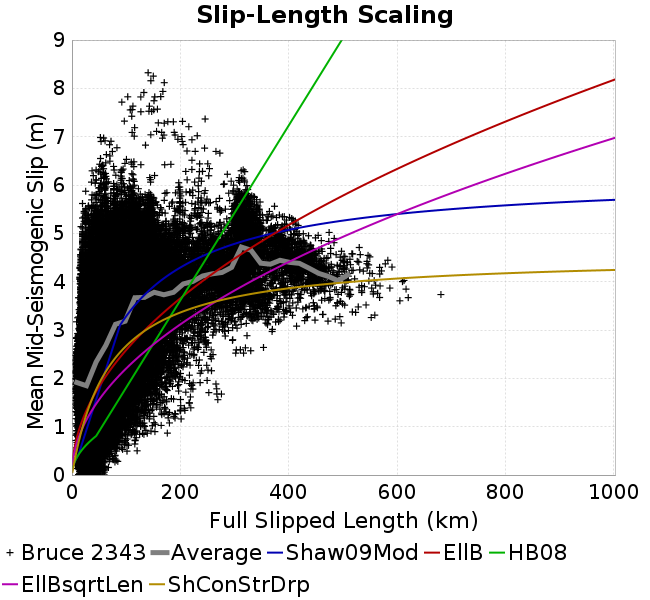 Slip-Length Scaling
Mean Mid-Seismogenic Slip (m)
9
8
7
6
5
4
3
2
1
0
0 200 400 600 800 1000
Full Slipped Length (km)
Bruce 2343 Average Shaw09Mod EllB HB08
EllBsqrtLen ShConStrDrp